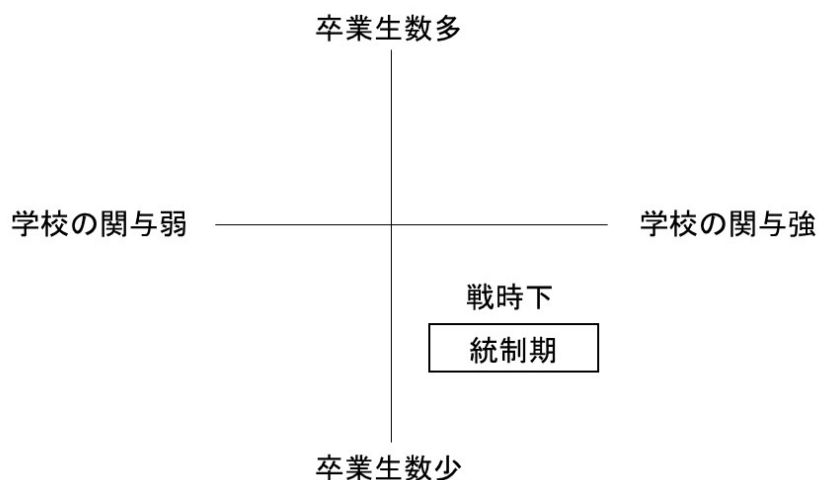 卒業生数多
学校の関与弱
学校の関与強
戦時下
統制期
卒業生数少